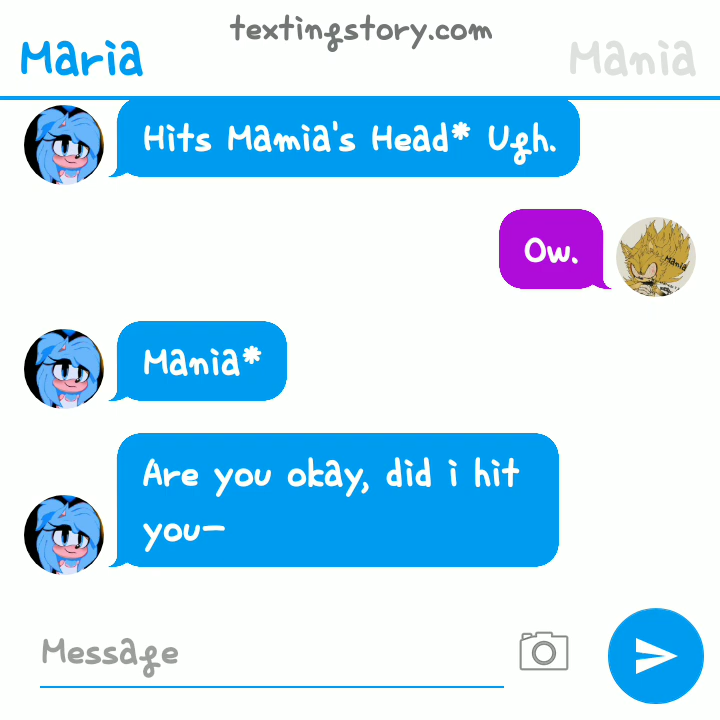 textingstory.com
Maria
Mania
Hits Mamia's Head* Ugh.
Ow.
Mania
Mania*
Are you okay, did i hit
you–
Message